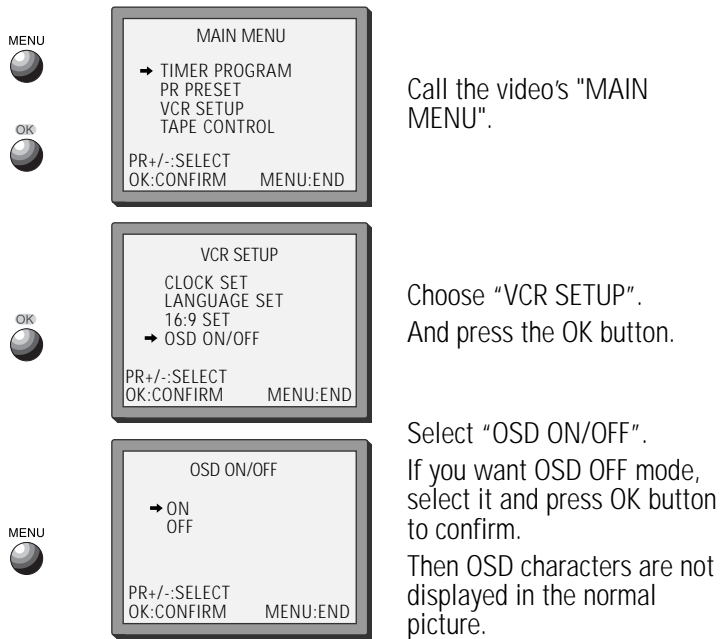 MENU
OK
MAIN MENU
➞ TIMER PROGRAM
PR PRESET
VCR SETUP
TAPE CONTROL
PR+/-:SELECT
OK:CONFIRM MENU:END
Call the video's "MAIN
MENU".
OK
VCR SETUP
CLOCK SET
LANGUAGE SET
16:9 SET
➞ OSD ON/OFF
PR+/-:SELECT
OK:CONFIRM MENU:END
Choose “VCR SETUP”.
And press the OK button.
MENU
OSD ON/OFF
➞ ON
OFF
PR+/-:SELECT
OK:CONFIRM MENU:END
Select “OSD ON/OFF”.
If you want OSD OFF mode,
select it and press OK button
to confirm.
Then OSD characters are not
displayed in the normal
picture.